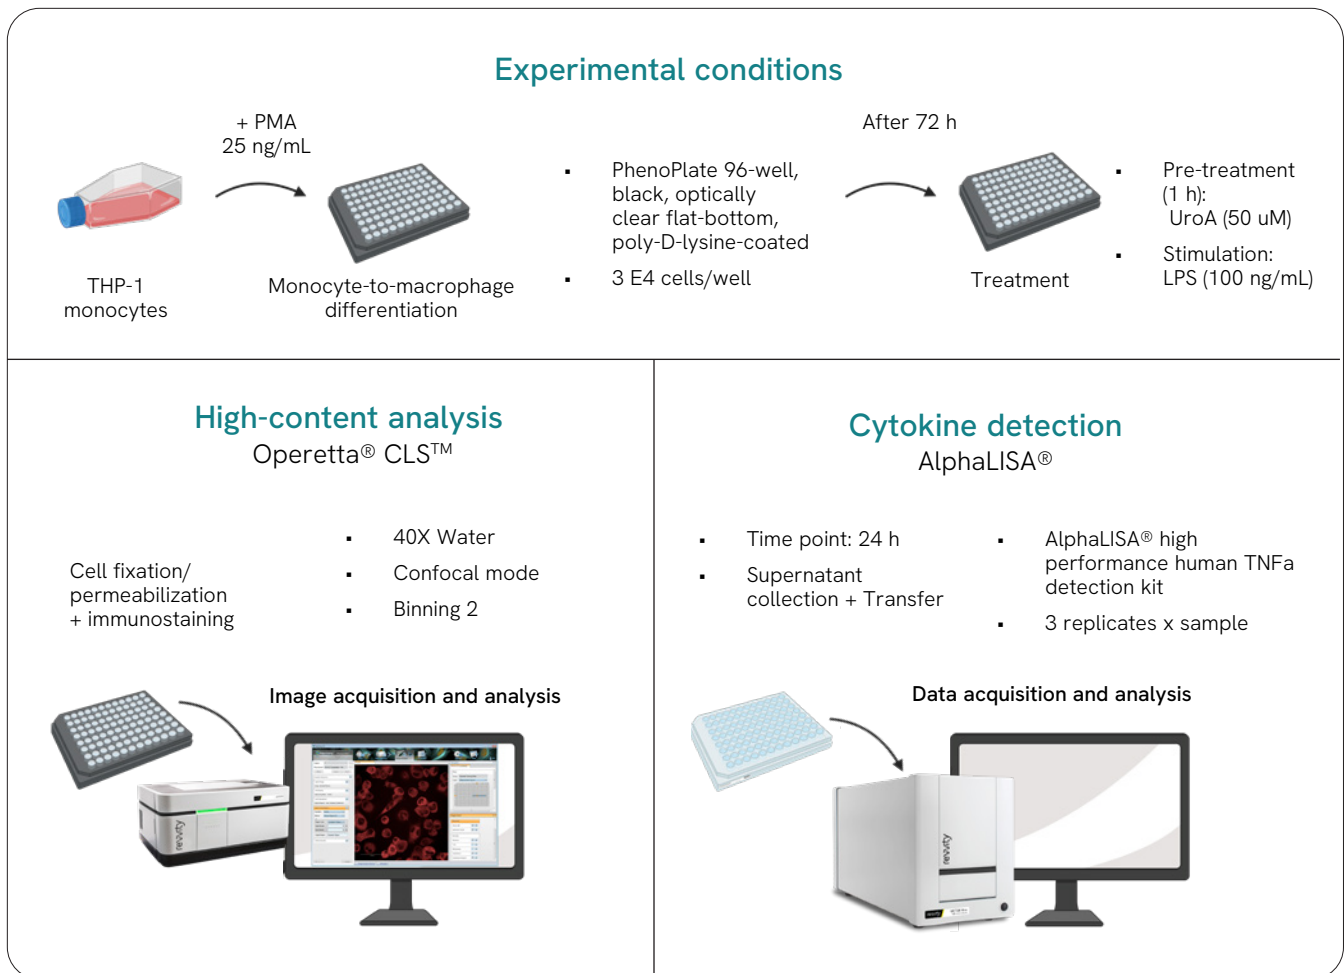 Experimental conditions
+ PMA
25 ng/mL
After 72 h
THP-1
monocytes
Monocyte-to-macrophage
differentiation
▪ PhenoPlate 96-well,
black, optically
clear flat-bottom,
poly-D-lysine-coated
▪ 3 E4 cells/well
Treatment
▪ Pre-treatment
(1 h):
UroA (50 uM)
▪ Stimulation:
LPS (100 ng/mL)
High-content analysis
Operetta® CLS™
Cell fixation/
permeabilization
+ immunostaining
▪ 40X Water
▪ Confocal mode
▪ Binning 2
Image acquisition and analysis
revvity
Cytokine detection
AlphaLISA®
▪ Time point: 24 h
▪ Supernatant
collection + Transfer
▪ AlphaLISA® high
performance human TNFa
detection kit
▪ 3 replicates x sample
Data acquisition and analysis
revvity
revvity